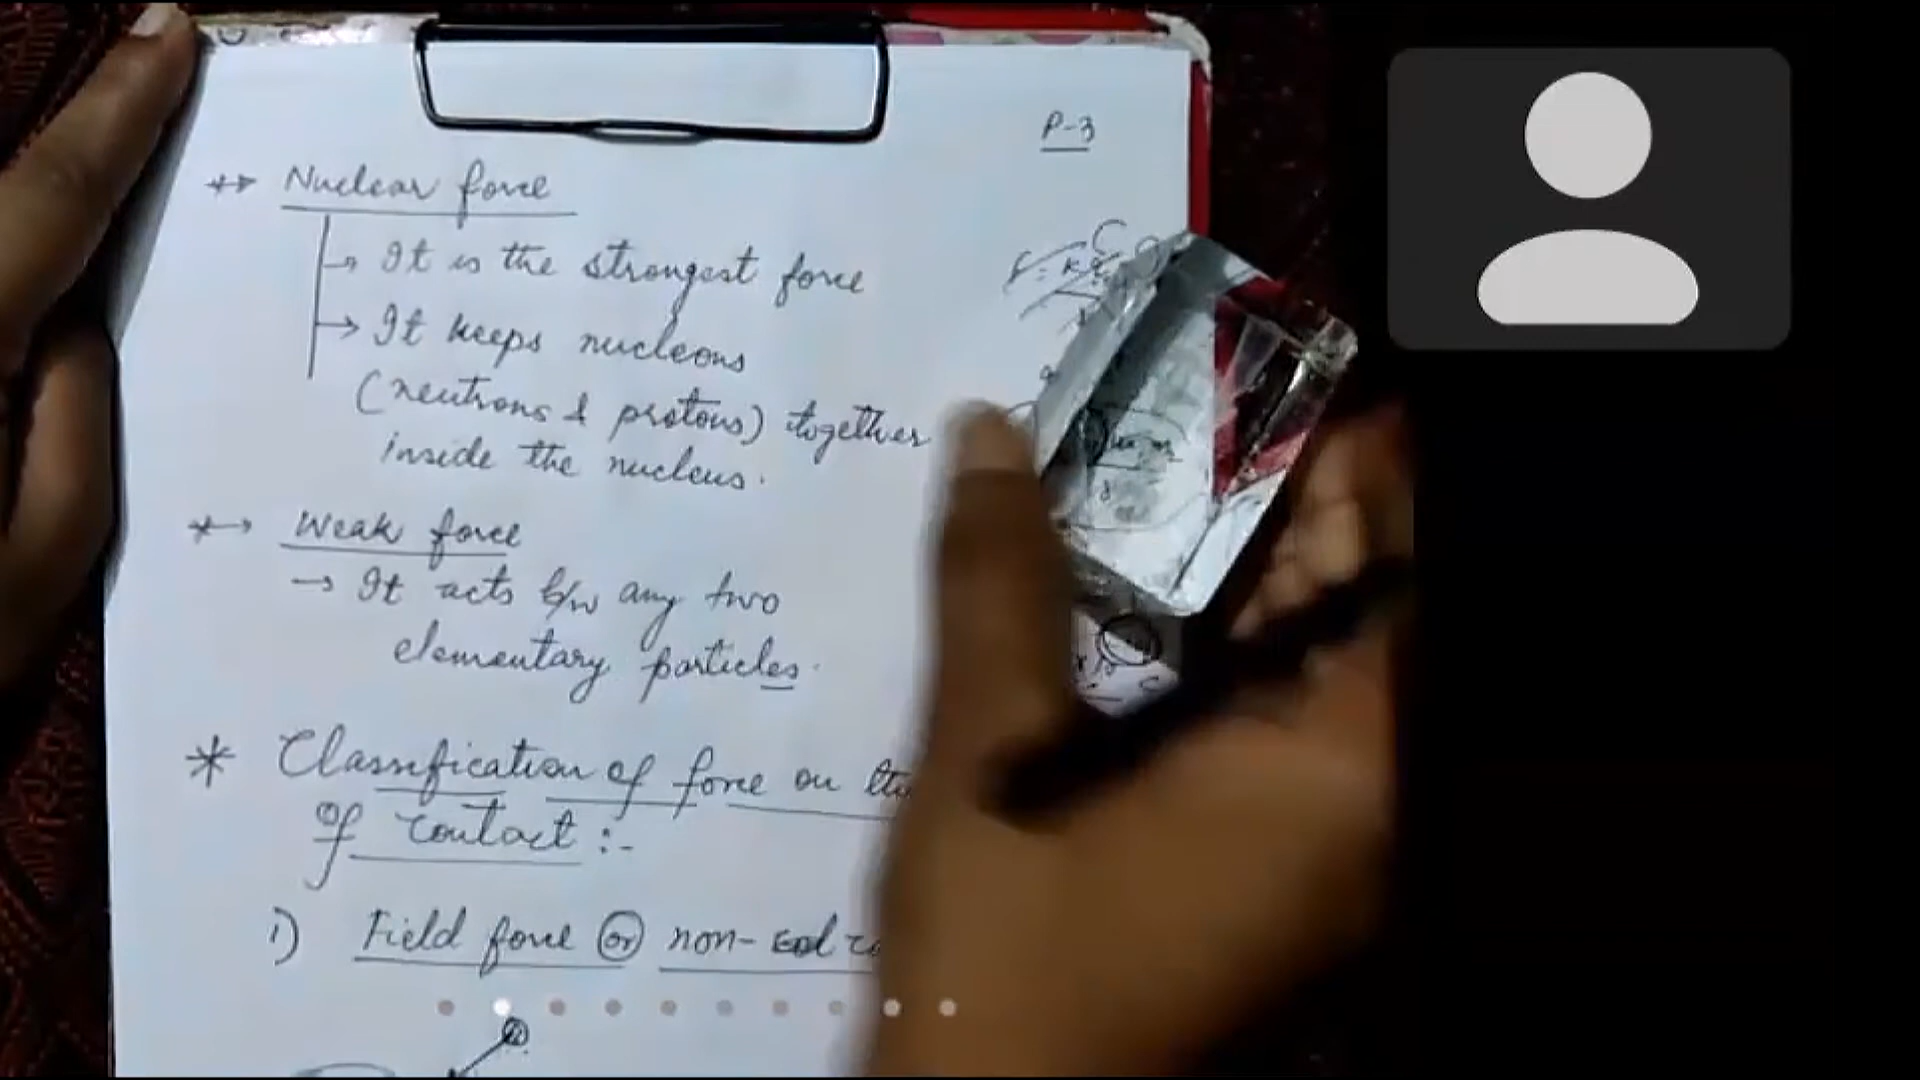 P-3
Nuclear force
→ It is the strongest force
→ It keeps nucleons
(neutrons & protons) together
inside the nucleus.
Weak force
→ It acts b/w any two
elementary particles.
* Classification of force on
of contact :-
i) Field force or non-